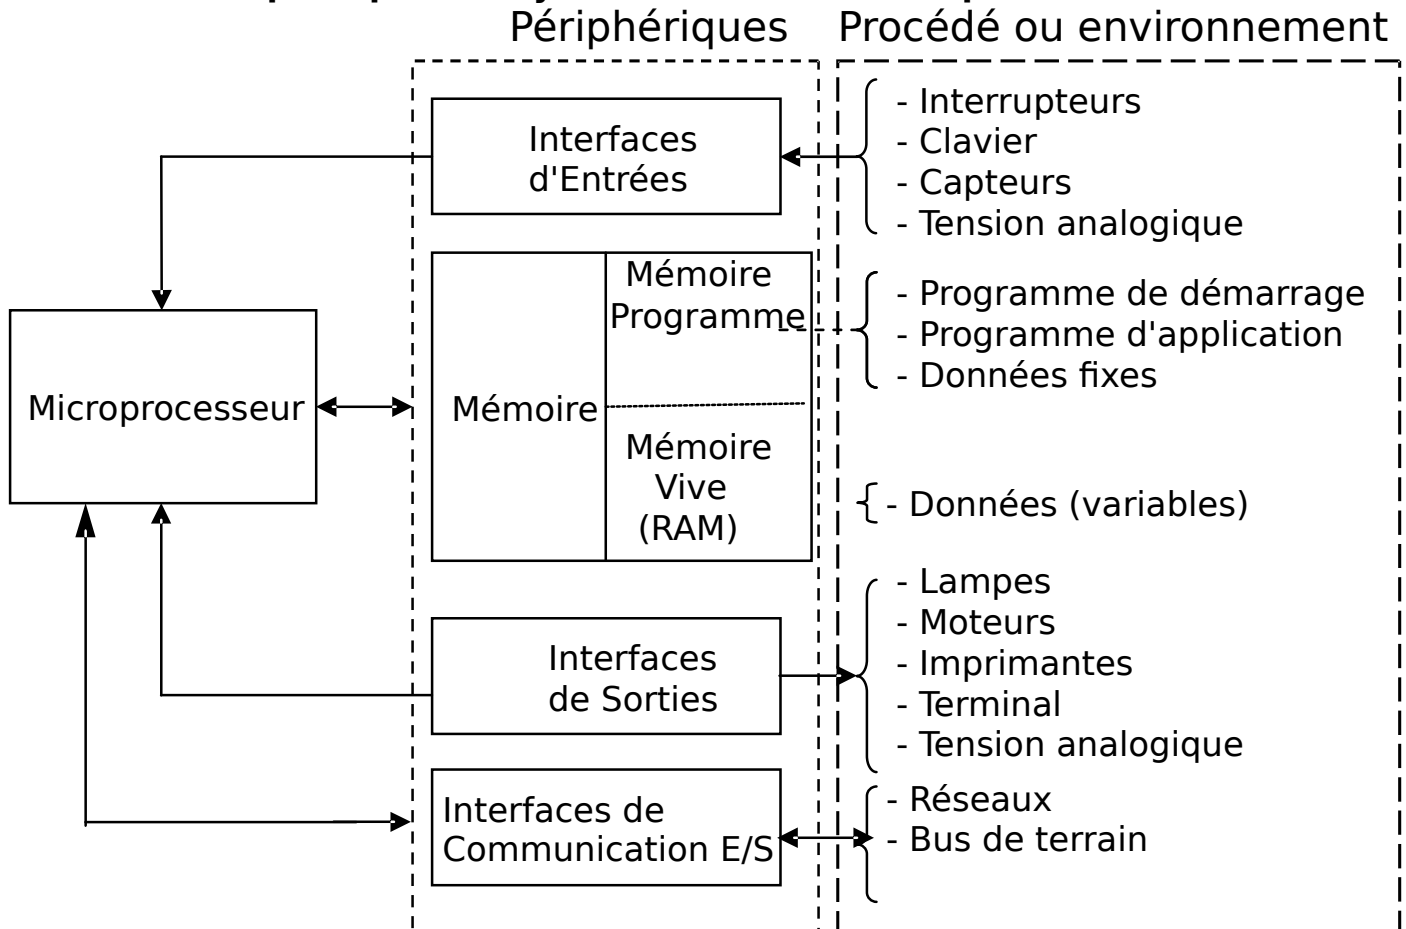 Périphériques
Procédé ou environnement
Interfaces
d'Entrées
- Interrupteurs
- Clavier
- Capteurs
- Tension analogique
Microprocesseur
Mémoire
Mémoire
Programme
- Programme de démarrage
- Programme d'application
- Données fixes
Mémoire
Vive
(RAM)
- Données (variables)
Interfaces
de Sorties
- Lampes
- Moteurs
- Imprimantes
- Terminal
- Tension analogique
Interfaces de
Communication E/S
- Réseaux
- Bus de terrain